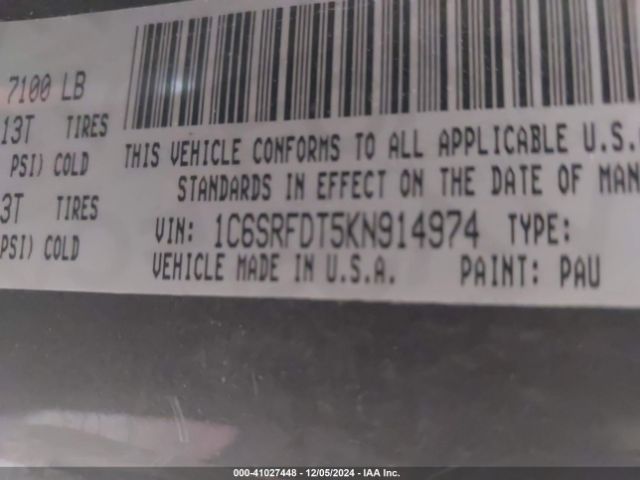 7100 LB
13T TIRES
PSI) COLD
3T TIRES
PSI) COLD
THIS VEHICLE CONFORMS TO ALL APPLICABLE U.S.
STANDARDS IN EFFECT ON THE DATE OF MAN
VIN: 1C6SRFDT5KN914974 TYPE:
VEHICLE MADE IN U.S.A. PAINT: PAU
000-41027448 - 12/05/2024 - IAA Inc.